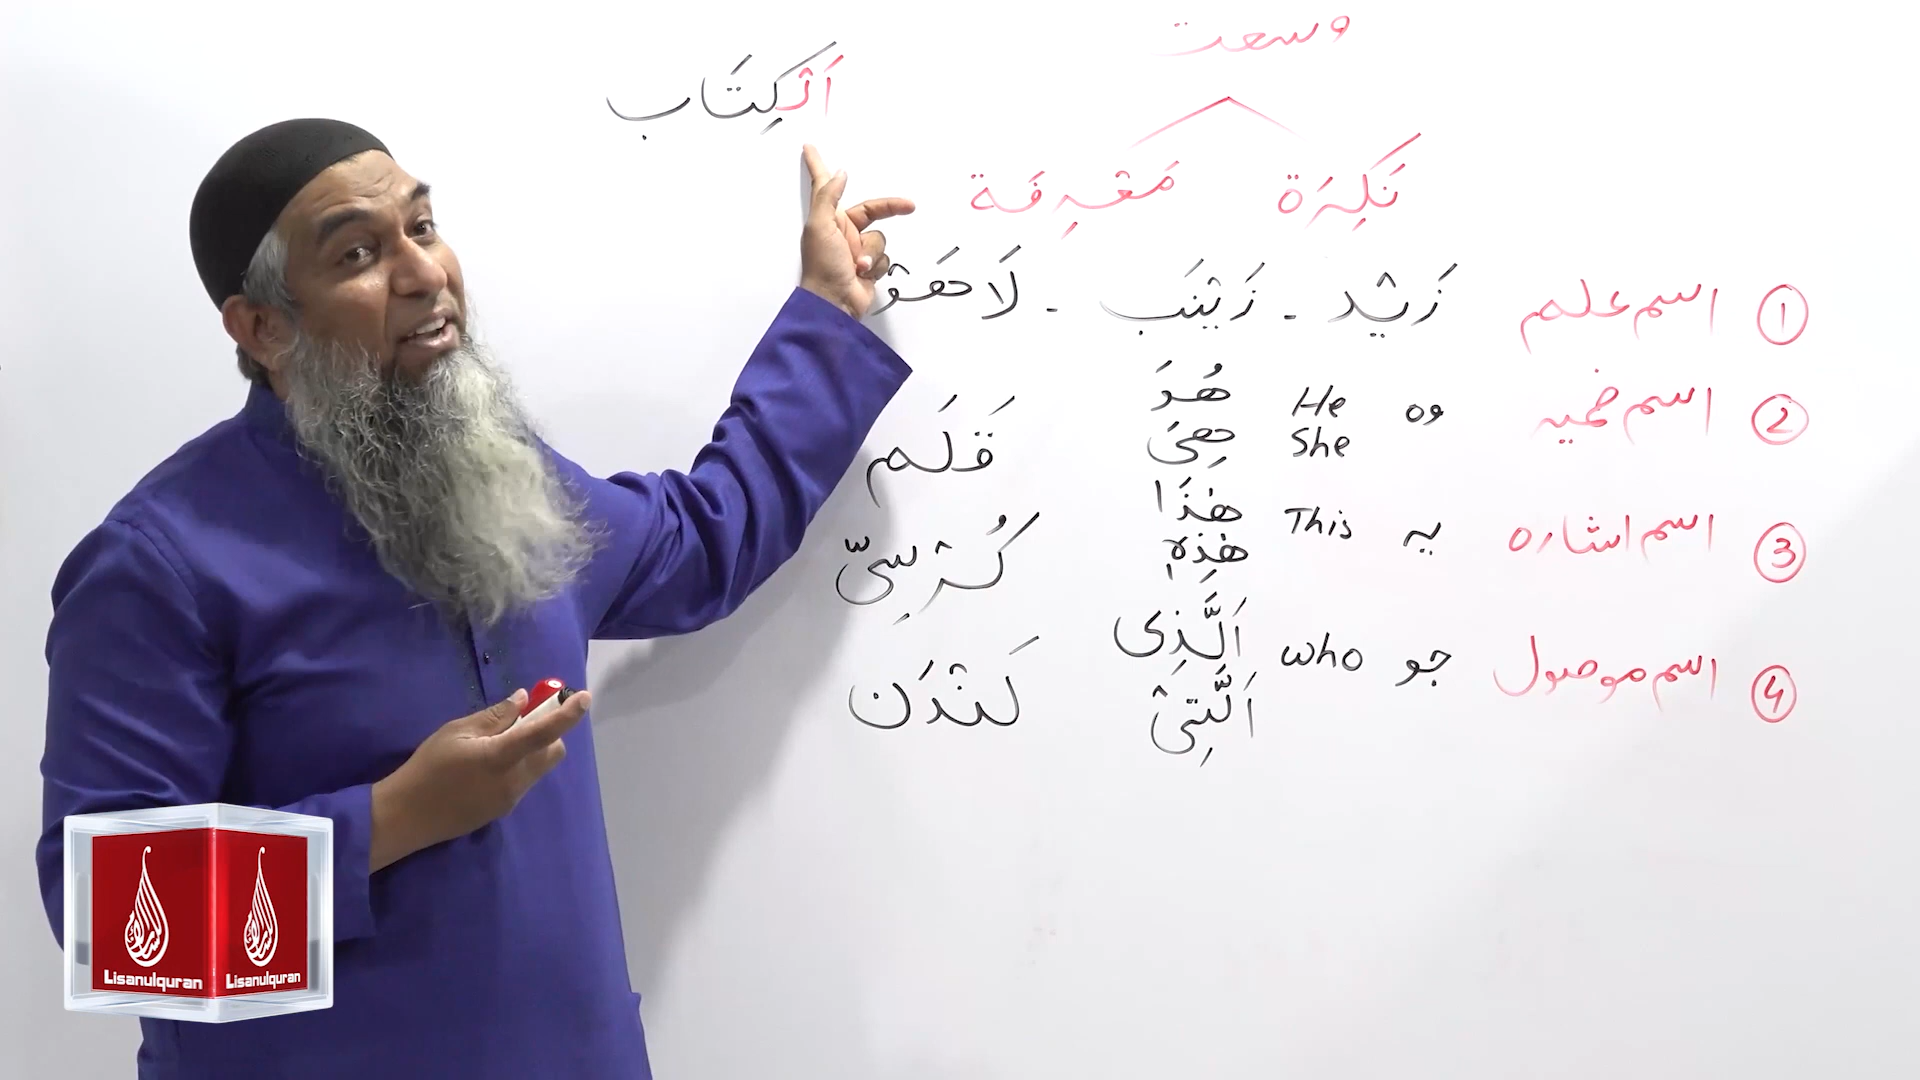 وسعت
اَلْكِتَاب
نَكِرَة مَعْرِفَة
① اسم علم زَيْد - زَيْنَب - لَاحَوْ
② اسم ضمیر وہ He هُوَ
She هِيَ
قَلَم
③ اسم اشارہ یہ This هٰذَا
هٰذِهٖ
كُرْسِيّ
④ اسم موصول جو who اَلَّذِى
اَلَّتِيْ
لَنْدَن
Lisanulquran
Lisanulquran